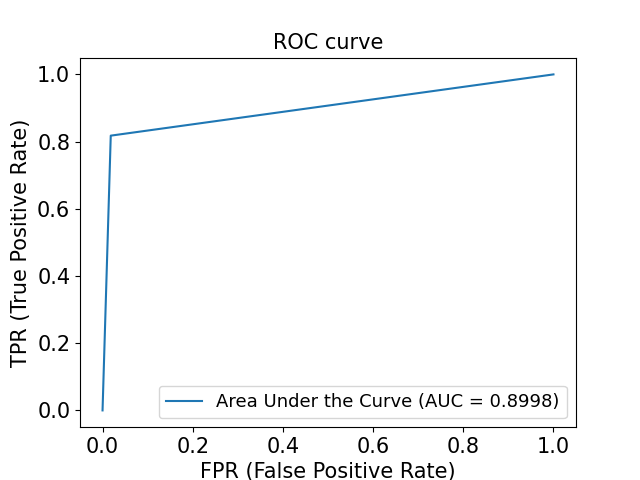 ROC curve
TPR (True Positive Rate)
1.0
0.8
0.6
0.4
0.2
0.0
Area Under the Curve (AUC = 0.8998)
0.0 0.2 0.4 0.6 0.8 1.0
FPR (False Positive Rate)